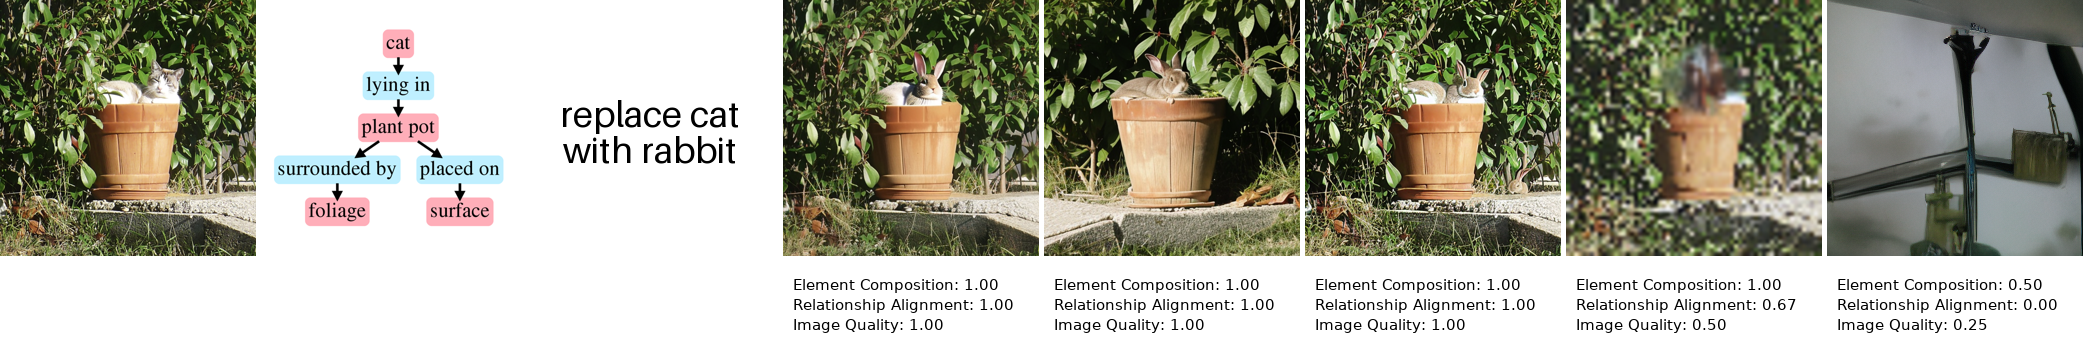 cat
lying in
plant pot
surrounded by
placed on
foliage
surface
replace cat
with rabbit
Element Composition: 1.00
Relationship Alignment: 1.00
Image Quality: 1.00
Element Composition: 1.00
Relationship Alignment: 1.00
Image Quality: 1.00
Element Composition: 1.00
Relationship Alignment: 1.00
Image Quality: 1.00
Element Composition: 1.00
Relationship Alignment: 0.67
Image Quality: 0.50
Element Composition: 0.50
Relationship Alignment: 0.00
Image Quality: 0.25